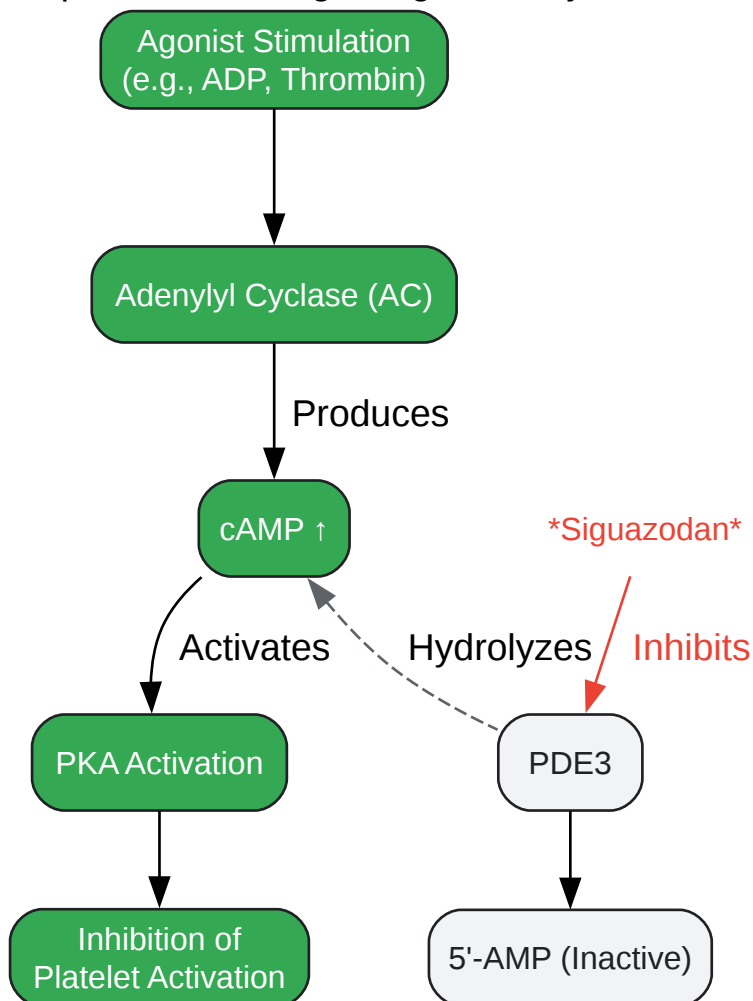 Agonist Stimulation
(e.g., ADP, Thrombin)
Adenylyl Cyclase (AC)
Produces
cAMP ↑
*Siguazodan*
Activates
Hydrolyzes
Inhibits
PKA Activation
PDE3
Inhibition of
Platelet Activation
5'-AMP (Inactive)